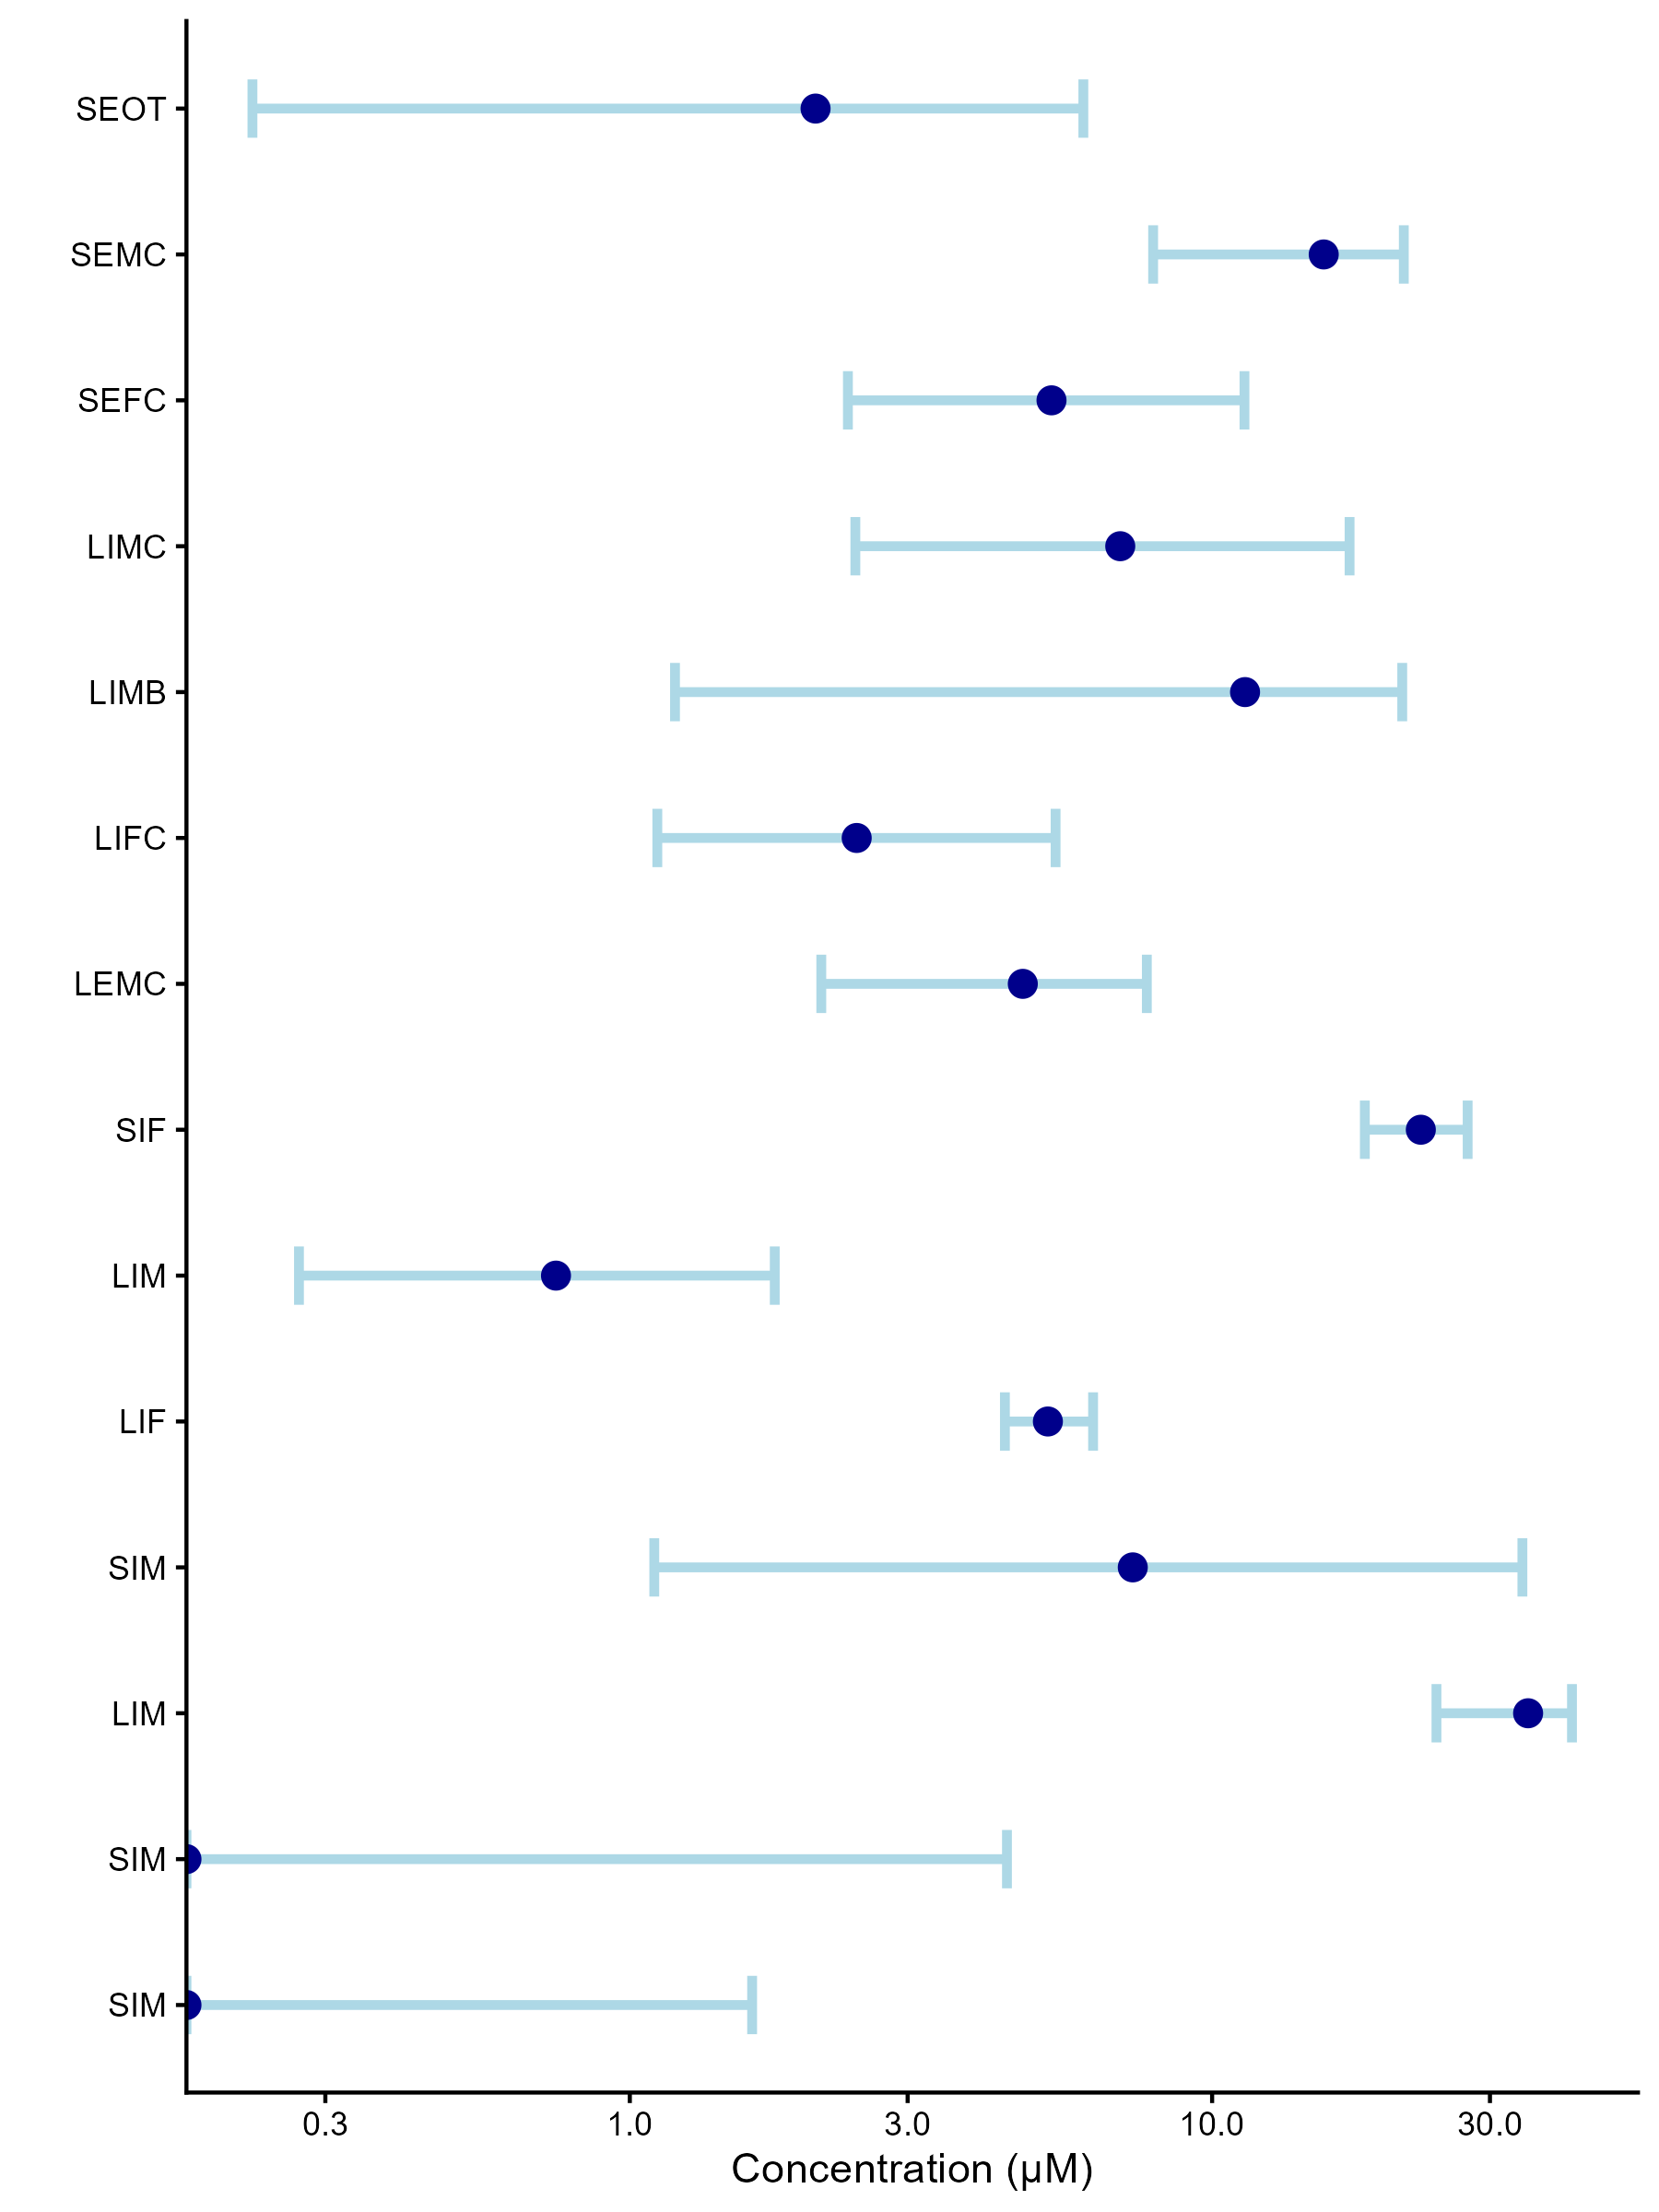 SEOT
SEMC
SEFC
LIMC
LIMB
LIFC
LEMC
SIF
LIM
LIF
SIM
LIM
SIM
SIM
0.3 1.0 3.0 10.0 30.0
Concentration (µM)